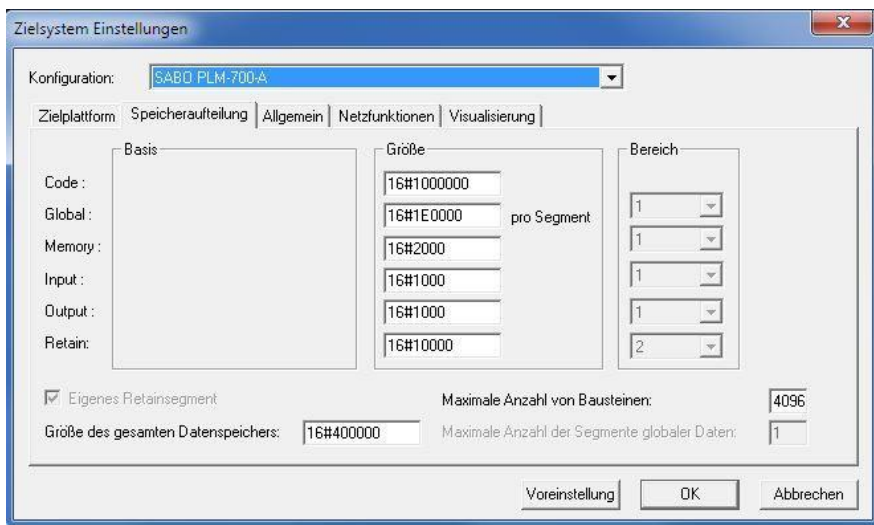 Zielsystem Einstellungen
Konfiguration: SABO PLM-700-A
Zielplattform Speicheraufteilung Allgemein Netzfunktionen Visualisierung
Basis Größe Bereich
Code : 16#1000000
Global : 16#1E0000 pro Segment 1
Memory : 16#2000 1
Input : 16#1000 1
Output : 16#1000 1
Retain: 16#10000 2
Eigenes Retainsegment Maximale Anzahl von Bausteinen: 4096
Größe des gesamten Datenspeichers: 16#400000 Maximale Anzahl der Segmente globaler Daten: 1
Voreinstellung OK Abbrechen